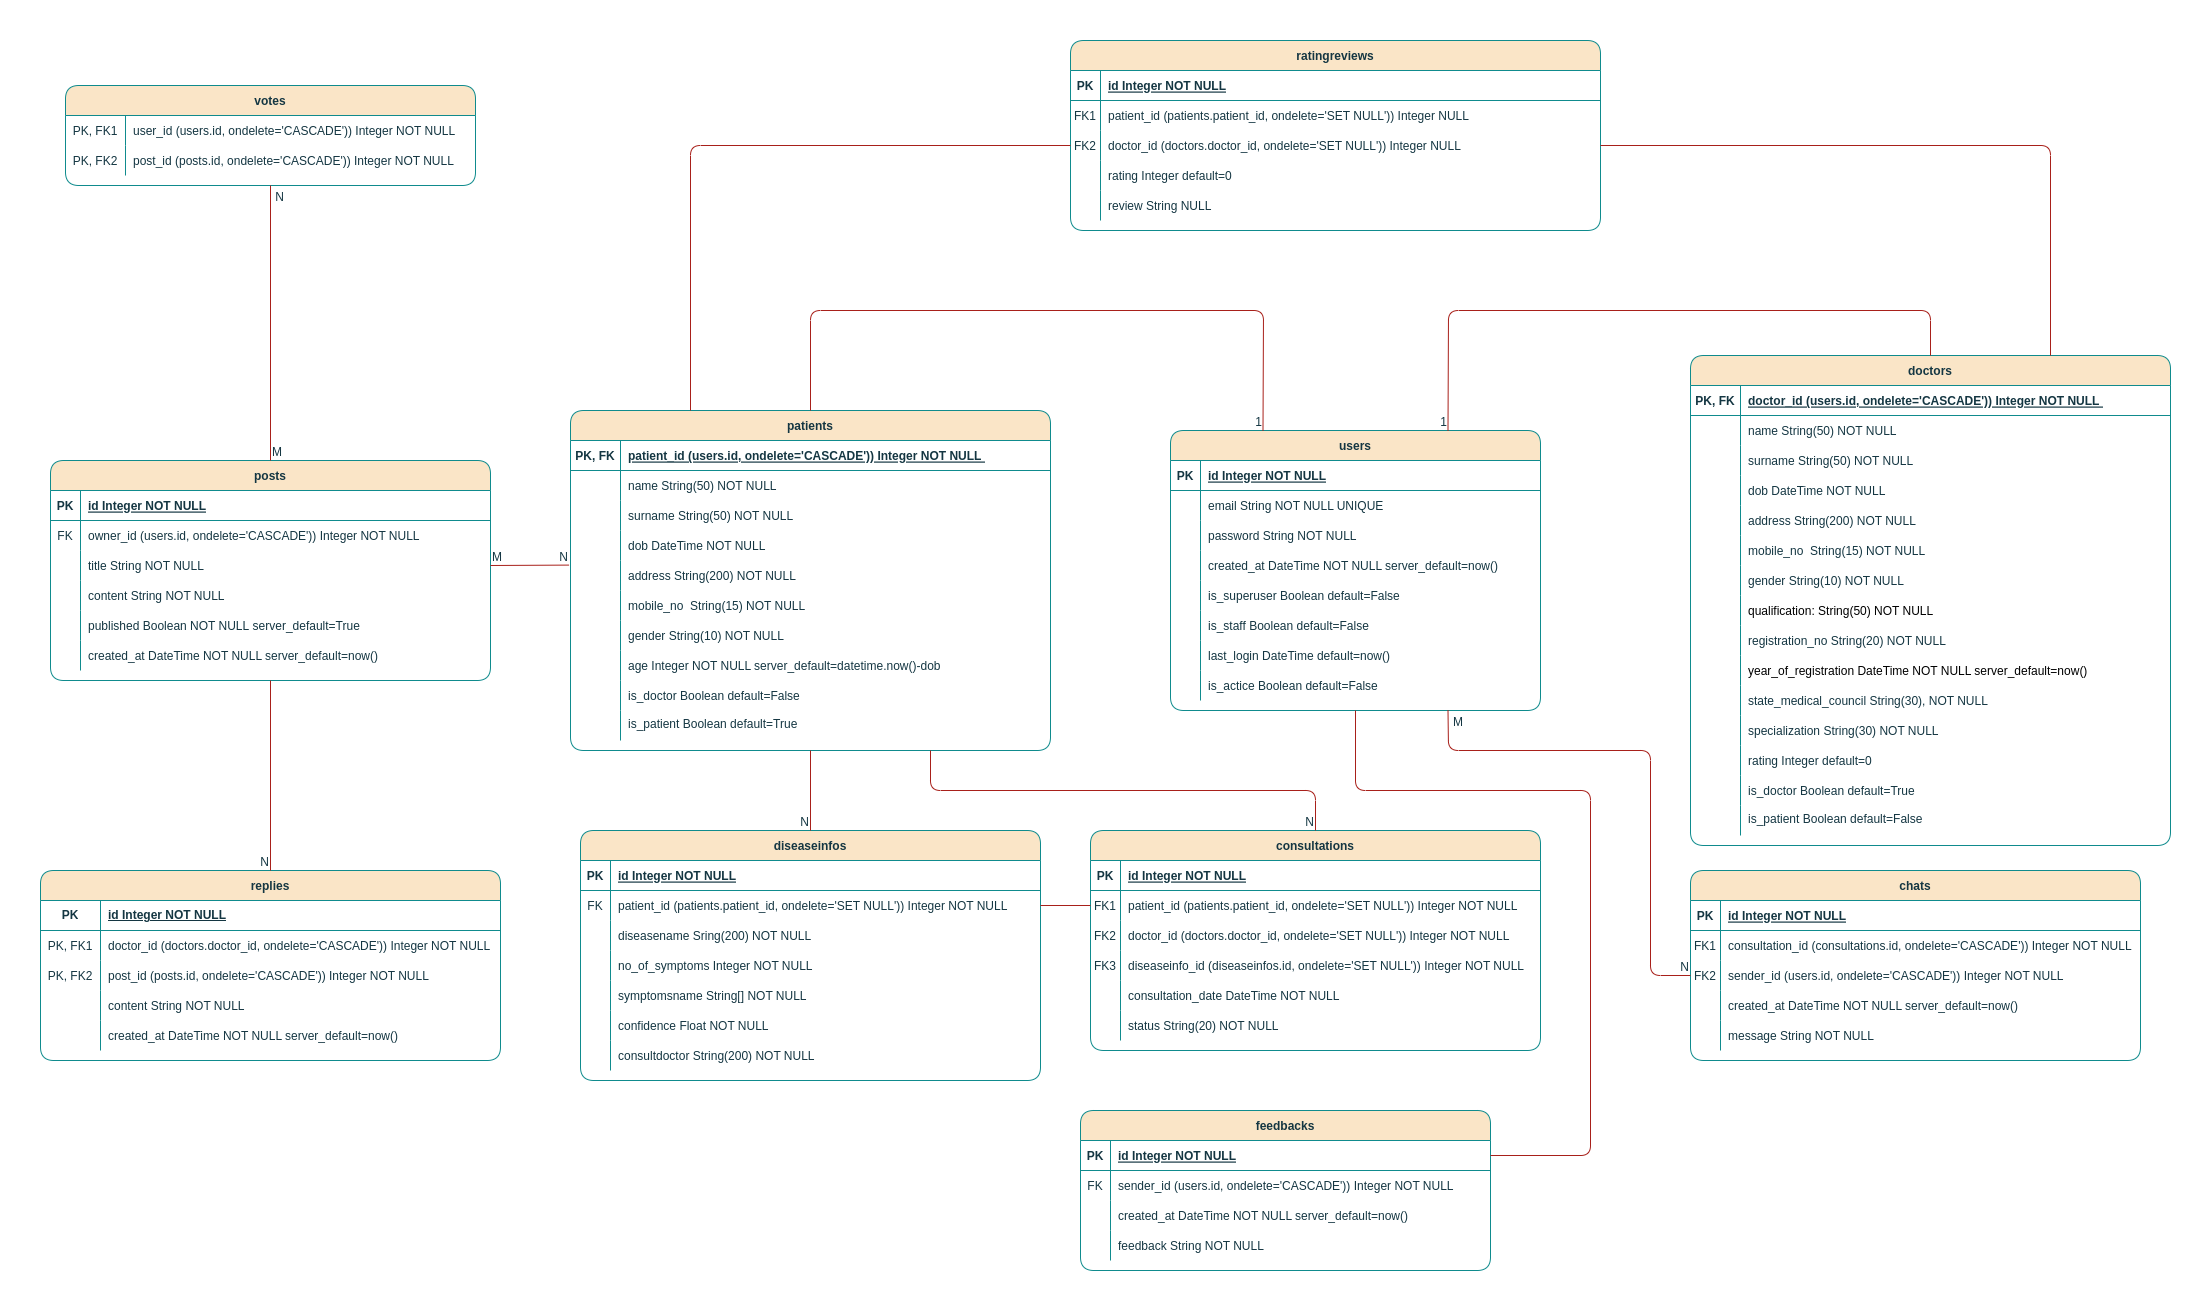 ratingreviews
PK id Integer NOT NULL
FK1 patient_id (patients.patient_id, ondelete='SET NULL')) Integer NULL
FK2 doctor_id (doctors.doctor_id, ondelete='SET NULL')) Integer NULL
rating Integer default=0
review String NULL
votes
PK, FK1 user_id (users.id, ondelete='CASCADE')) Integer NOT NULL
PK, FK2 post_id (posts.id, ondelete='CASCADE')) Integer NOT NULL
N
M
posts
PK id Integer NOT NULL
FK owner_id (users.id, ondelete='CASCADE')) Integer NOT NULL
title String NOT NULL
content String NOT NULL
published Boolean NOT NULL server_default=True
created_at DateTime NOT NULL server_default=now()
M N
patients
PK, FK patient_id (users.id, ondelete='CASCADE')) Integer NOT NULL
name String(50) NOT NULL
surname String(50) NOT NULL
dob DateTime NOT NULL
address String(200) NOT NULL
mobile_no String(15) NOT NULL
gender String(10) NOT NULL
age Integer NOT NULL server_default=datetime.now()-dob
is_doctor Boolean default=False
is_patient Boolean default=True
1 1
users
PK id Integer NOT NULL
email String NOT NULL UNIQUE
password String NOT NULL
created_at DateTime NOT NULL server_default=now()
is_superuser Boolean default=False
is_staff Boolean default=False
last_login DateTime default=now()
is_actice Boolean default=False
M
doctors
PK, FK doctor_id (users.id, ondelete='CASCADE')) Integer NOT NULL
name String(50) NOT NULL
surname String(50) NOT NULL
dob DateTime NOT NULL
address String(200) NOT NULL
mobile_no String(15) NOT NULL
gender String(10) NOT NULL
qualification: String(50) NOT NULL
registration_no String(20) NOT NULL
year_of_registration DateTime NOT NULL server_default=now()
state_medical_council String(30), NOT NULL
specialization String(30) NOT NULL
rating Integer default=0
is_doctor Boolean default=True
is_patient Boolean default=False
N
replies
PK id Integer NOT NULL
PK, FK1 doctor_id (doctors.doctor_id, ondelete='CASCADE')) Integer NOT NULL
PK, FK2 post_id (posts.id, ondelete='CASCADE')) Integer NOT NULL
content String NOT NULL
created_at DateTime NOT NULL server_default=now()
N
diseaseinfos
PK id Integer NOT NULL
FK patient_id (patients.patient_id, ondelete='SET NULL')) Integer NOT NULL
diseasename Sring(200) NOT NULL
no_of_symptoms Integer NOT NULL
symptomsname String[] NOT NULL
confidence Float NOT NULL
consultdoctor String(200) NOT NULL
N
consultations
PK id Integer NOT NULL
FK1 patient_id (patients.patient_id, ondelete='SET NULL')) Integer NOT NULL
FK2 doctor_id (doctors.doctor_id, ondelete='SET NULL')) Integer NOT NULL
FK3 diseaseinfo_id (diseaseinfos.id, ondelete='SET NULL')) Integer NOT NULL
consultation_date DateTime NOT NULL
status String(20) NOT NULL
N
chats
PK id Integer NOT NULL
FK1 consultation_id (consultations.id, ondelete='CASCADE')) Integer NOT NULL
FK2 sender_id (users.id, ondelete='CASCADE')) Integer NOT NULL
created_at DateTime NOT NULL server_default=now()
message String NOT NULL
feedbacks
PK id Integer NOT NULL
FK sender_id (users.id, ondelete='CASCADE')) Integer NOT NULL
created_at DateTime NOT NULL server_default=now()
feedback String NOT NULL